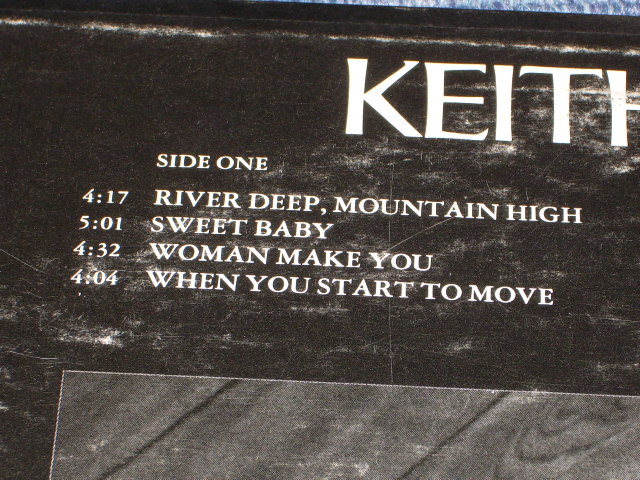 KEITH
SIDE ONE
4:17 RIVER DEEP, MOUNTAIN HIGH
5:01 SWEET BABY
4:32 WOMAN MAKE YOU
4:04 WHEN YOU START TO MOVE